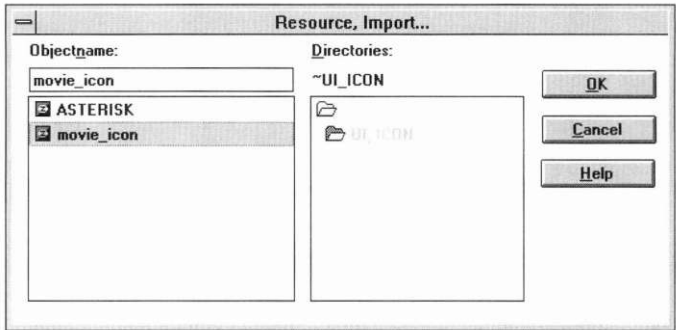 Resource, Import...
Objectname:
movie_icon
ASTERISK
movie_icon
Directories:
~UI_ICON
UI_ICON
OK
Cancel
Help